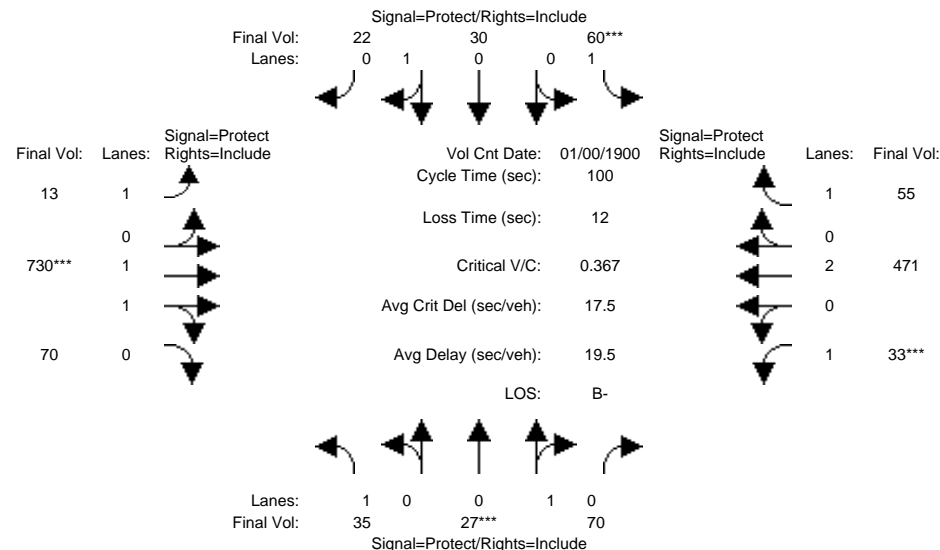 Signal=Protect/Rights=Include
Final Vol: 22 30 60***
Lanes: 0 1 0 0 1
Signal=Protect Signal=Protect
Final Vol: Lanes: Rights=Include Vol Cnt Date: 01/00/1900 Rights=Include Lanes: Final Vol:
Cycle Time (sec): 100
13 1 1 55
Loss Time (sec): 12
0 0
730*** 1 Critical V/C: 0.367 2 471
1 Avg Crit Del (sec/veh): 17.5 0
70 0 Avg Delay (sec/veh): 19.5 1 33***
LOS: B-
Lanes: 1 0 0 1 0
Final Vol: 35 27*** 70
Signal=Protect/Rights=Include